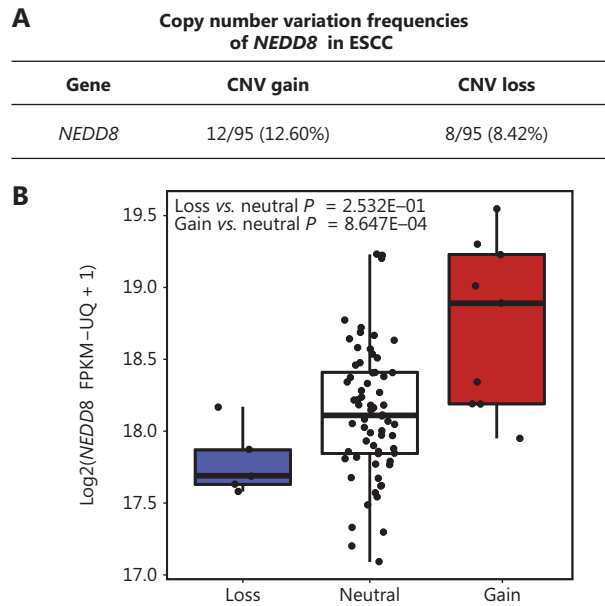 A
Copy number variation frequencies
of NEDD8 in ESCC
Gene CNV gain CNV loss
NEDD8 12/95 (12.60%) 8/95 (8.42%)
B
Loss vs. neutral P = 2.532E−01
Gain vs. neutral P = 8.647E−04
Log2(NEDD8 FPKM−UQ + 1)
19.5
19.0
18.5
18.0
17.5
17.0
Loss Neutral Gain